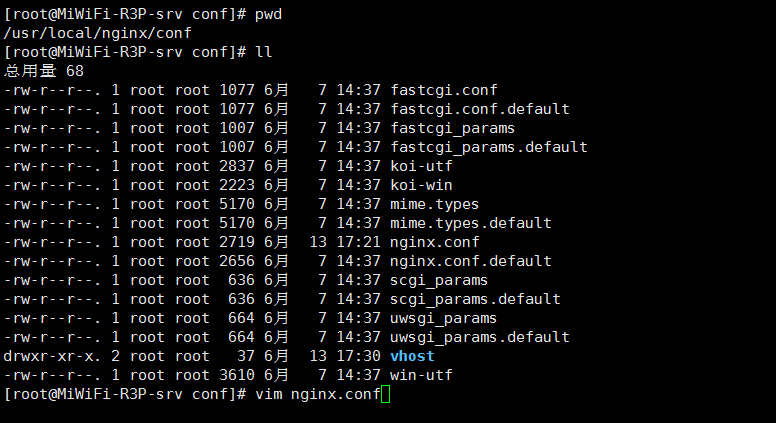 [root@MiWiFi-R3P-srv conf]# pwd
/usr/local/nginx/conf
[root@MiWiFi-R3P-srv conf]# ll
总用量 68
-rw-r--r--. 1 root root 1077 6月   7 14:37 fastcgi.conf
-rw-r--r--. 1 root root 1077 6月   7 14:37 fastcgi.conf.default
-rw-r--r--. 1 root root 1007 6月   7 14:37 fastcgi_params
-rw-r--r--. 1 root root 1007 6月   7 14:37 fastcgi_params.default
-rw-r--r--. 1 root root 2837 6月   7 14:37 koi-utf
-rw-r--r--. 1 root root 2223 6月   7 14:37 koi-win
-rw-r--r--. 1 root root 5170 6月   7 14:37 mime.types
-rw-r--r--. 1 root root 5170 6月   7 14:37 mime.types.default
-rw-r--r--. 1 root root 2719 6月  13 17:21 nginx.conf
-rw-r--r--. 1 root root 2656 6月   7 14:37 nginx.conf.default
-rw-r--r--. 1 root root  636 6月   7 14:37 scgi_params
-rw-r--r--. 1 root root  636 6月   7 14:37 scgi_params.default
-rw-r--r--. 1 root root  664 6月   7 14:37 uwsgi_params
-rw-r--r--. 1 root root  664 6月   7 14:37 uwsgi_params.default
drwxr-xr-x. 2 root root   37 6月  13 17:30 vhost
-rw-r--r--. 1 root root 3610 6月   7 14:37 win-utf
[root@MiWiFi-R3P-srv conf]# vim nginx.conf